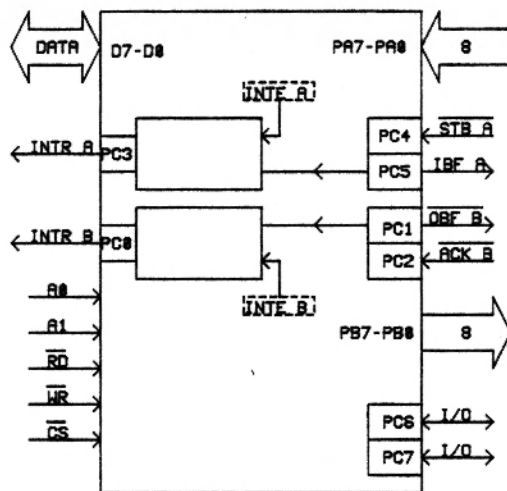 DATA
D7-D0
PA7-PA0
8
INTE A
INTR A
PC3
PC4
STB A
PC5
IBF A
INTR B
PC0
PC1
OBF B
PC2
ACK B
INTE B
A0
A1
RD
WR
CS
PB7-PB0
8
PC6
I/O
PC7
I/O